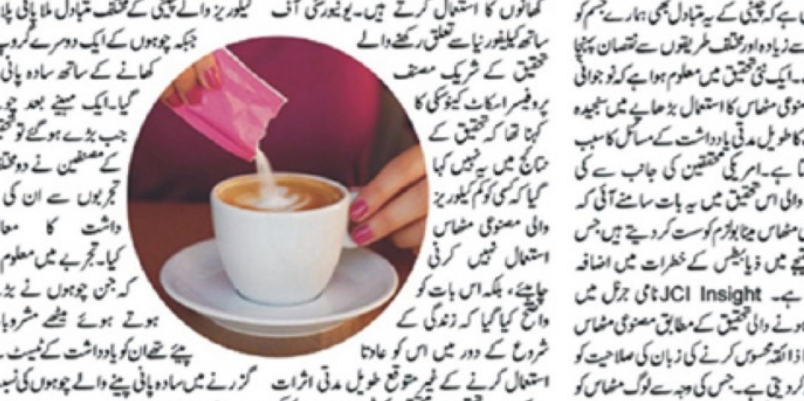 ہے کہ چینی کے یہ متبادل بھی ہمارے جسم کو
سے زیادہ اور مختلف طریقوں سے نقصان پہنچا
۔ ایک نئی تحقیق میں معلوم ہوا ہے کہ نو جوانی
مٹھاس کا استعمال بڑھاپے میں سنجیدہ
کا طویل مدتی یادداشت کے مسائل کا سبب
ہے۔ امریکی محققین کی جانب سے کی
والی اس تحقیق میں یہ بات سامنے آئی کہ
مٹھاس میٹابولزم کو سست کر دیتے ہیں جس
میں ذیابیطس کے خطرات میں اضافہ
ہے۔ JCI Insight نامی جرنل میں
ہونے والی تحقیق کے مطابق مصنوعی مٹھاس
ذائقہ محسوس کرنے کی زبان کی صلاحیت کو
کر دیتی ہے۔ جس کی وجہ سے لوگ مٹھاس کو
کھانوں کا استعمال کرتے ہیں۔ یونیورسٹی آف
ساتھ کیلیفورنیا سے تعلق رکھنے والے
تحقیق کے شریک مصنف
پروفیسر اسکاٹ کینوسکی کا
کہنا تھا کہ تحقیق کے
نتائج میں یہ نہیں کہا
گیا کہ کسی کو کم کیلوریز
والی مصنوعی مٹھاس
استعمال نہیں کرنی
چاہیئے، بلکہ اس بات کو
واضح کیا گیا کہ زندگی کے
شروع کے دور میں اس کو عادتا
استعمال کرنے کے غیر متوقع طویل مدتی اثرات
کیلوریز والے چینی کے مختلف متبادل ملا پانی پلا
جبکہ چوہوں کے ایک دوسرے گروپ
کھانے کے ساتھ سادہ پانی
گیا۔ ایک مہینے بعد
جب بڑے ہو گئے تو
کے مصنفین نے دو
تجربوں سے ان کی
داشت کا
کیا۔ تجربے میں معلوم
کہ جن چوہوں نے
ہوتے ہوئے میٹھے
پیئے تھے ان کو یادداشت کے ٹیسٹ
گزرنے میں سادہ پانی پینے والے چوہوں کی